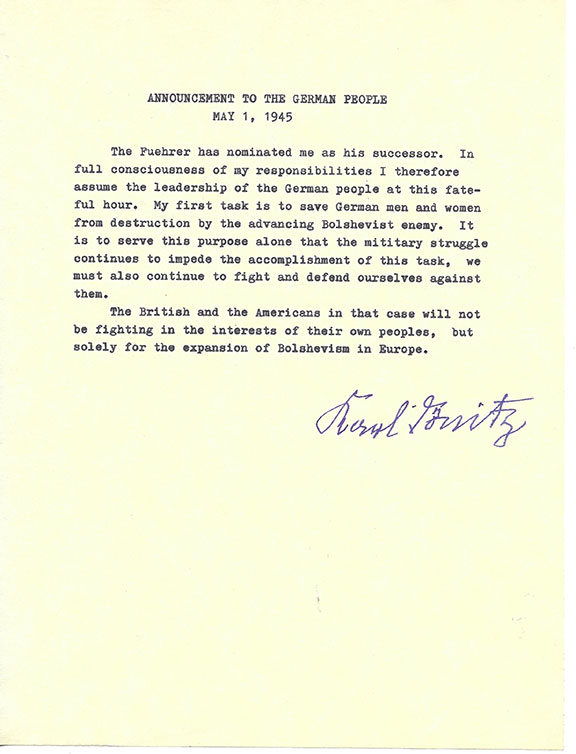 ANNOUNCEMENT TO THE GERMAN PEOPLE
MAY 1, 1945
The Fuehrer has nominated me as his successor. In
full consciousness of my responsibilities I therefore
assume the leadership of the German people at this fate-
ful hour. My first task is to save German men and women
from destruction by the advancing Bolshevist enemy. It
is to serve this purpose alone that the mititary struggle
continues to impede the accomplishment of this task, we
must also continue to fight and defend ourselves against
them.
The British and the Americans in that case will not
be fighting in the interests of their own peoples, but
solely for the expansion of Bolshevism in Europe.
Karl Dönitz